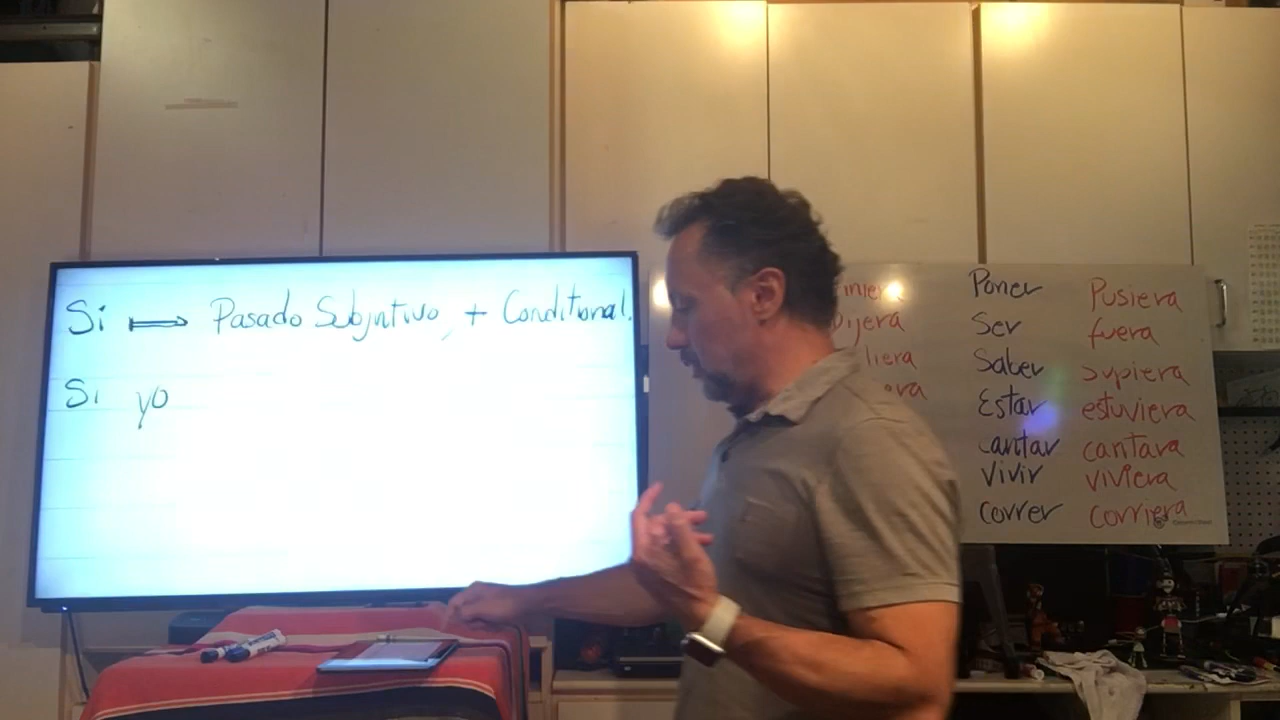 Si ⟼ Pasado Subjntivo, + Conditional.
Si yo
Poner Pusiera
Ser fuera
Saber supiera
Estar estuviera
cantar cantara
Vivir viviera
correr corriera